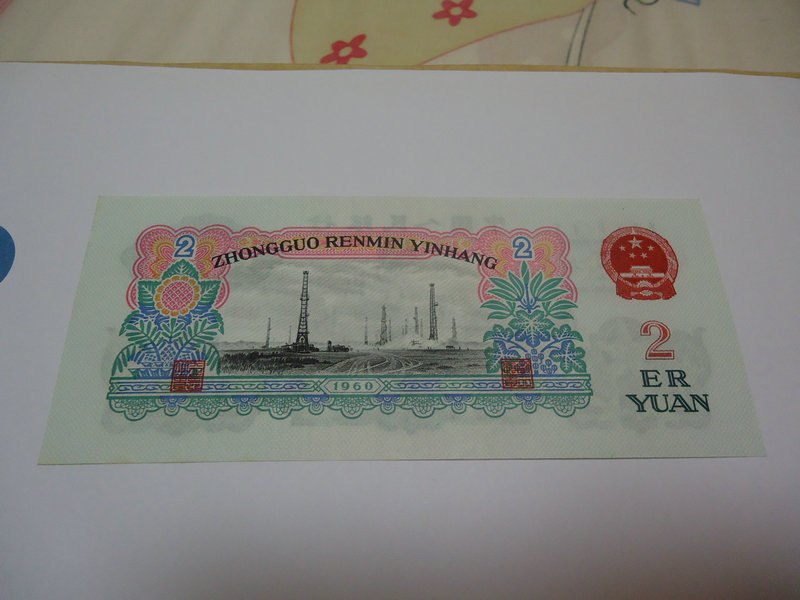 2
ZHONGGUO RENMIN YINHANG
2
1960
2
ER
YUAN